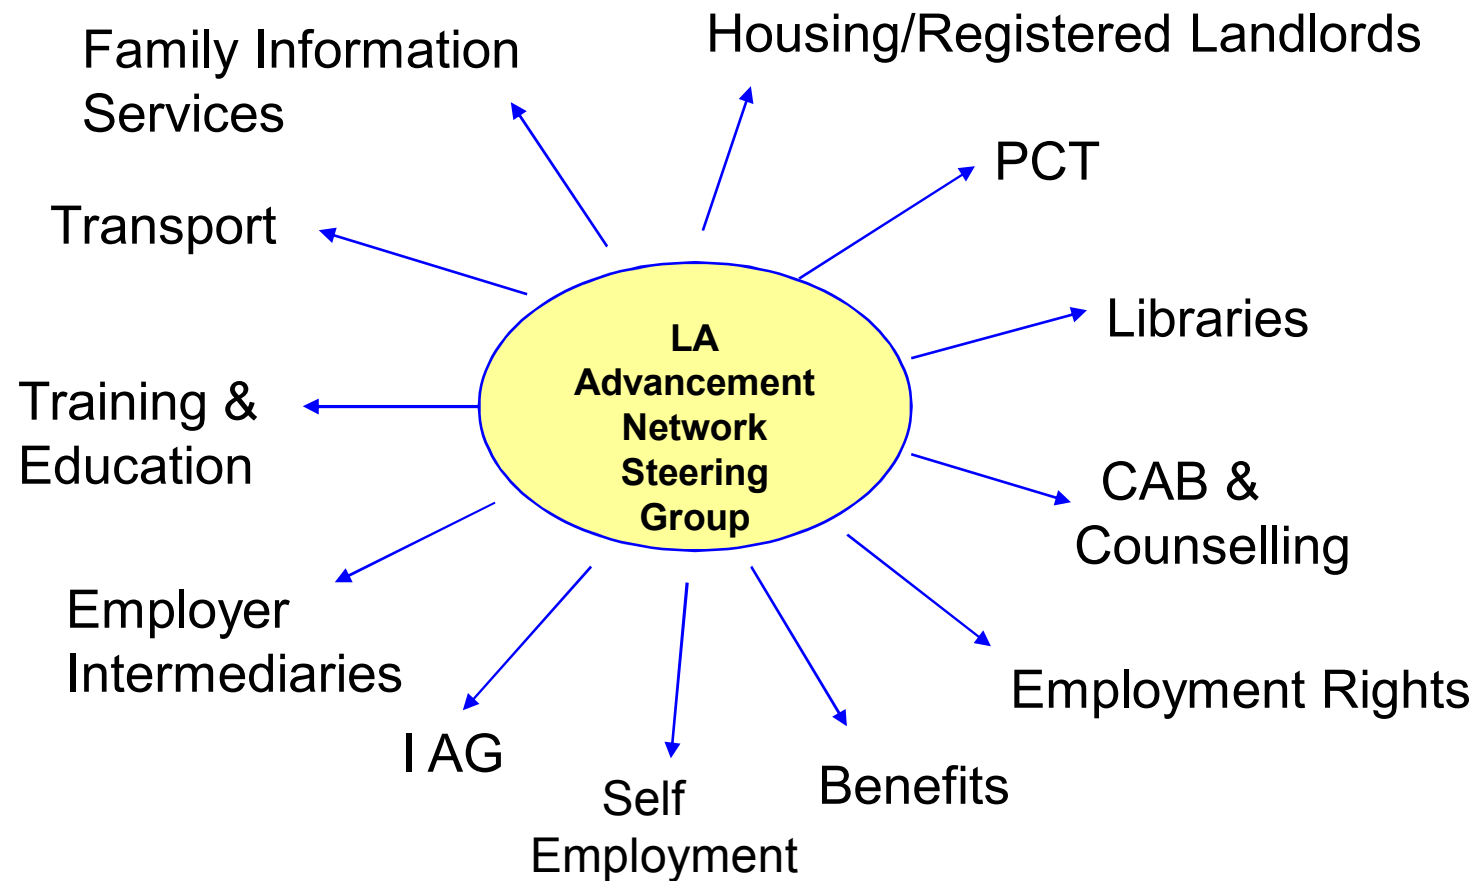 Housing/Registered Landlords
Family Information
Services
PCT
Transport
Libraries
LA
Advancement
Network
Steering
Group
Training &
Education
CAB &
Counselling
Employer
Intermediaries
Employment Rights
I AG
Benefits
Self
Employment